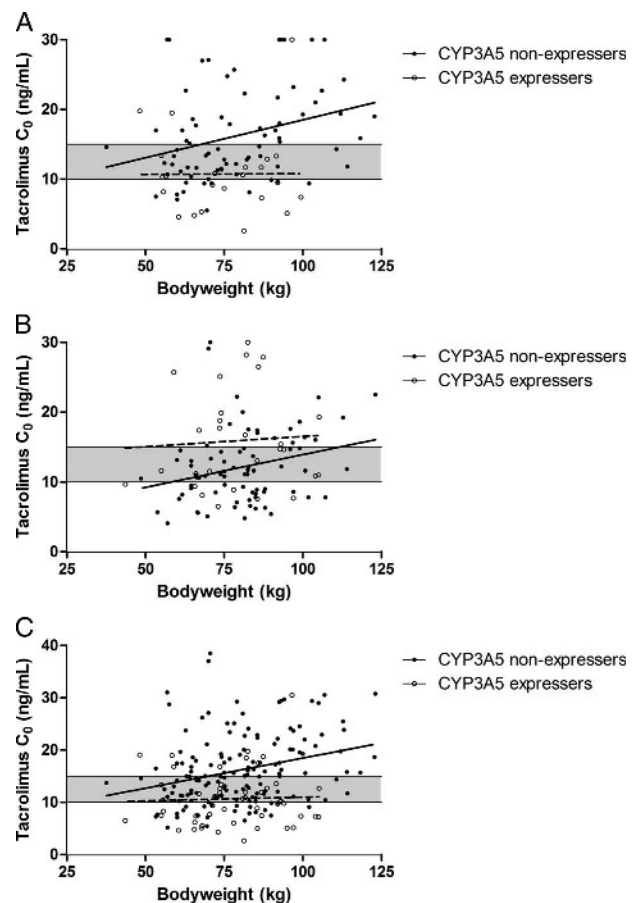 A
Tacrolimus C0 (ng/mL)
30
20
10
0
25 50 75 100 125
Bodyweight (kg)
CYP3A5 non-expressers
CYP3A5 expressers
B
Tacrolimus C0 (ng/mL)
30
20
10
0
25 50 75 100 125
Bodyweight (kg)
CYP3A5 non-expressers
CYP3A5 expressers
C
Tacrolimus C0 (ng/mL)
40
30
20
10
0
25 50 75 100 125
Bodyweight (kg)
CYP3A5 non-expressers
CYP3A5 expressers